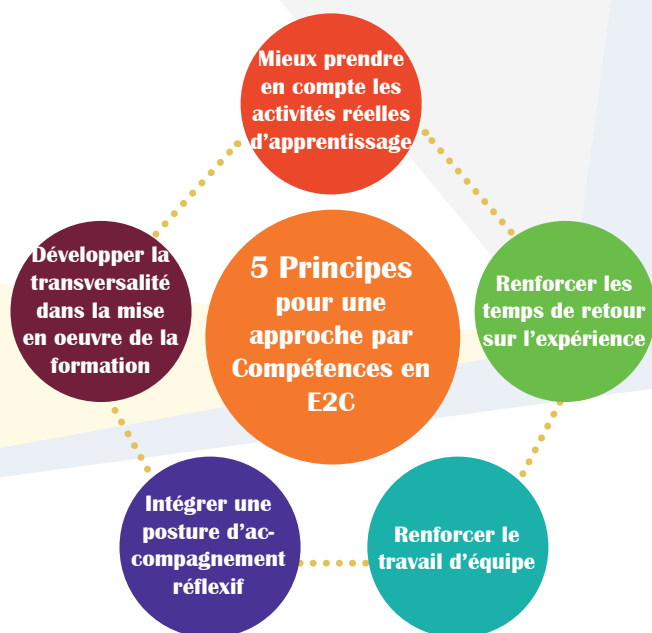 Mieux prendre
en compte les
activités réelles
d'apprentissage
Développer la
transversalité
dans la mise
en oeuvre de la
formation
5 Principes
pour une
approche par
Compétences en
E2C
Renforcer les
temps de retour
sur l'expérience
Intégrer une
posture d'ac-
compagnement
réflexif
Renforcer le
travail d'équipe